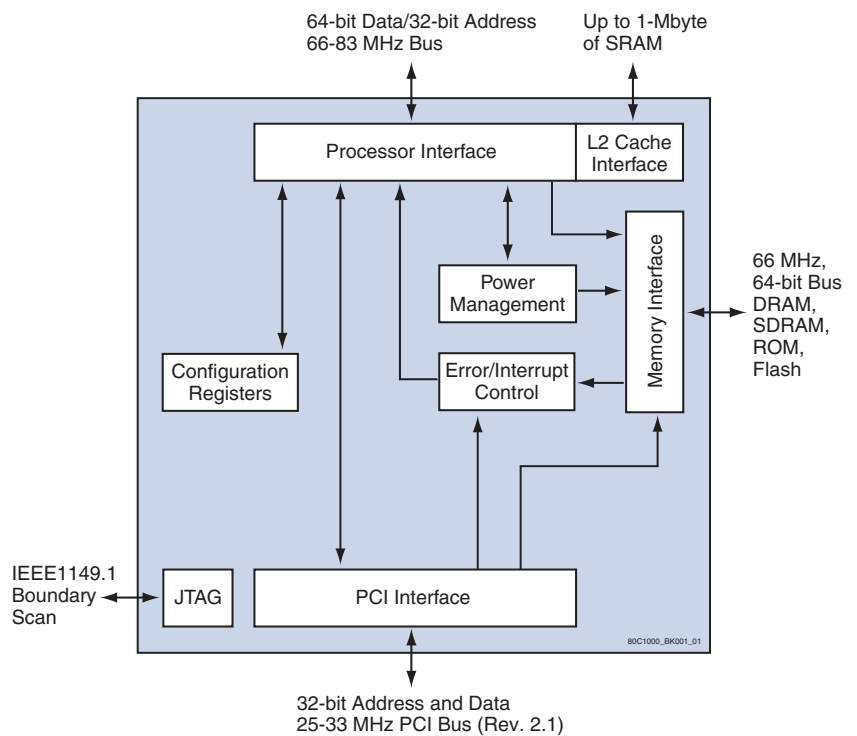 64-bit Data/32-bit Address
66-83 MHz Bus
Up to 1-Mbyte
of SRAM
Processor Interface
L2 Cache
Interface
Memory Interface
Power
Management
66 MHz,
64-bit Bus
DRAM,
SDRAM,
ROM,
Flash
Configuration
Registers
Error/Interrupt
Control
IEEE1149.1
Boundary
Scan
JTAG
PCI Interface
80C1000_BK001_01
32-bit Address and Data
25-33 MHz PCI Bus (Rev. 2.1)